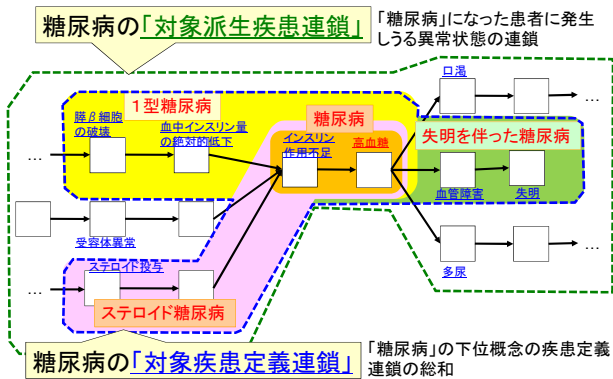 糖尿病の「対象派生疾患連鎖」
「糖尿病」になった患者に発生
しうる異常状態の連鎖
1型糖尿病
膵β細胞
の破壊
血中インスリン量
の絶対的低下
糖尿病
インスリン
作用不足
高血糖
口渇
失明を伴った糖尿病
血管障害
失明
受容体異常
ステロイド投与
ステロイド糖尿病
多尿
…
…
…
…
…
糖尿病の「対象疾患定義連鎖」
「糖尿病」の下位概念の疾患定義
連鎖の総和